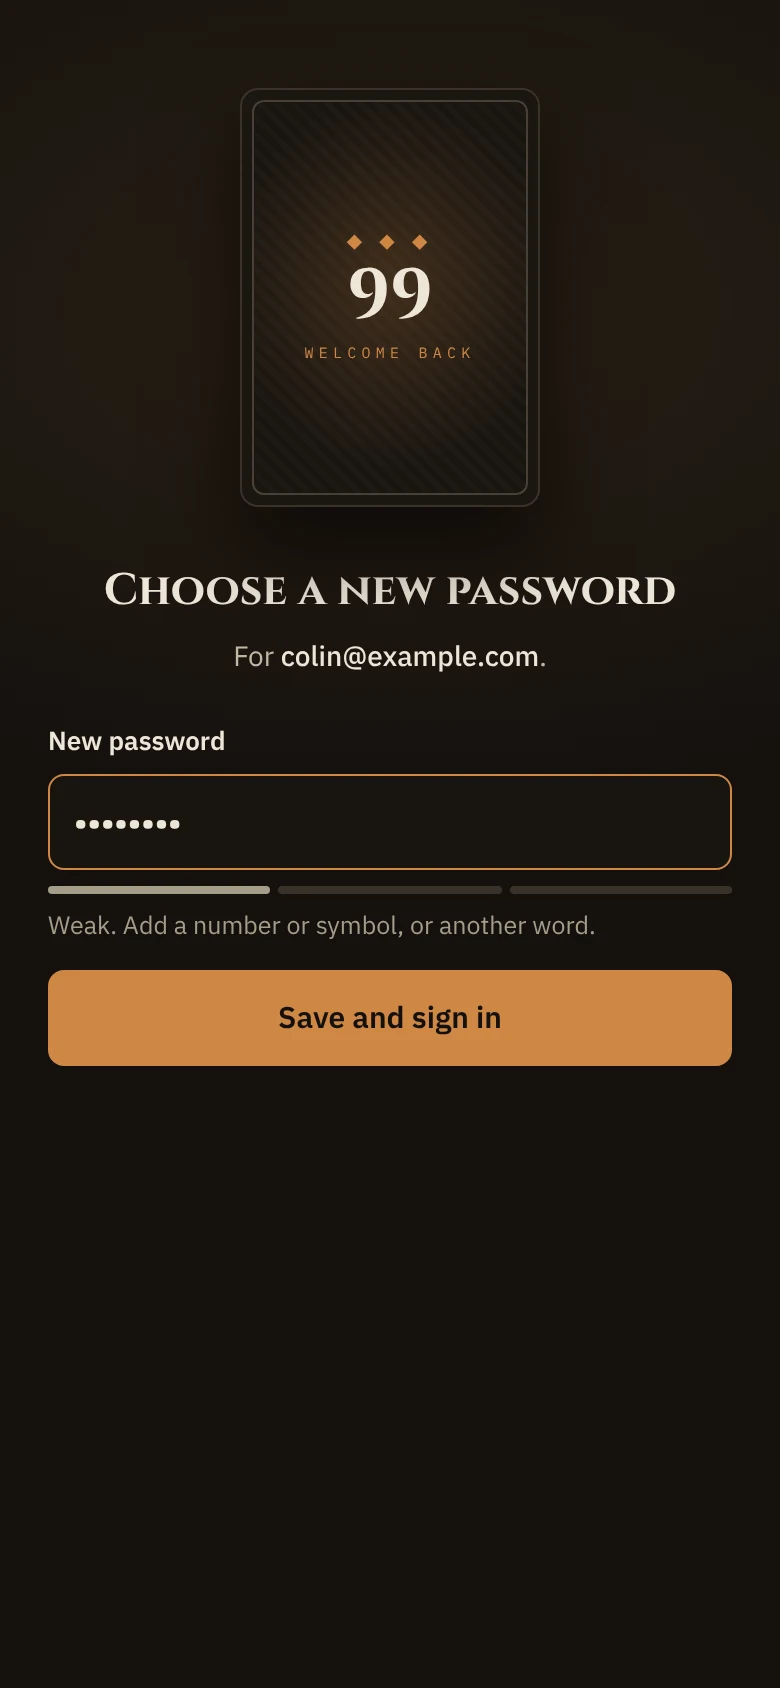 ◆ ◆ ◆
99
WELCOME BACK
Choose a new password
For colin@example.com.
New password
••••••••
Weak. Add a number or symbol, or another word.
Save and sign in